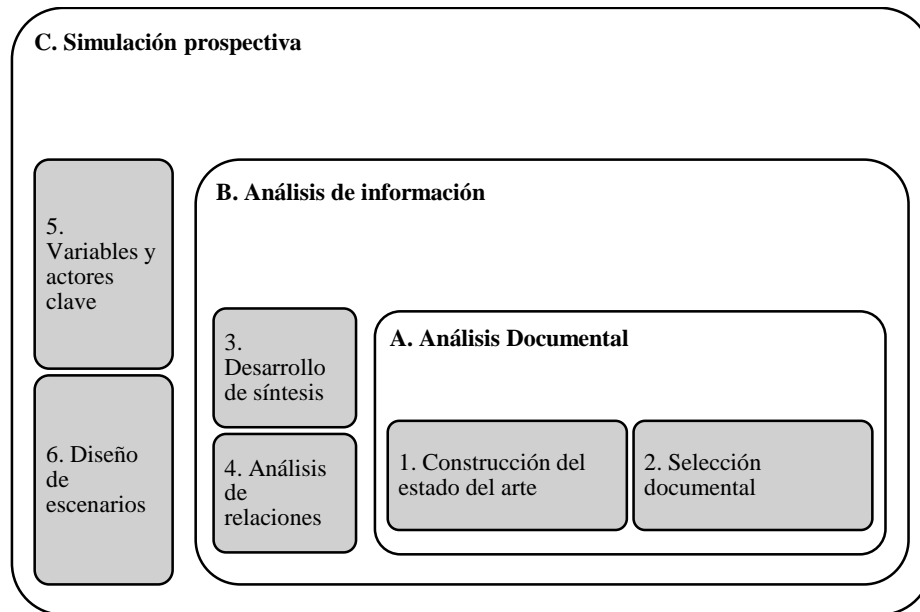 C. Simulación prospectiva
5.
Variables y
actores
clave
6. Diseño
de
escenarios
B. Análisis de información
3.
Desarrollo
de síntesis
4. Análisis
de
relaciones
A. Análisis Documental
1. Construcción del
estado del arte
2. Selección
documental